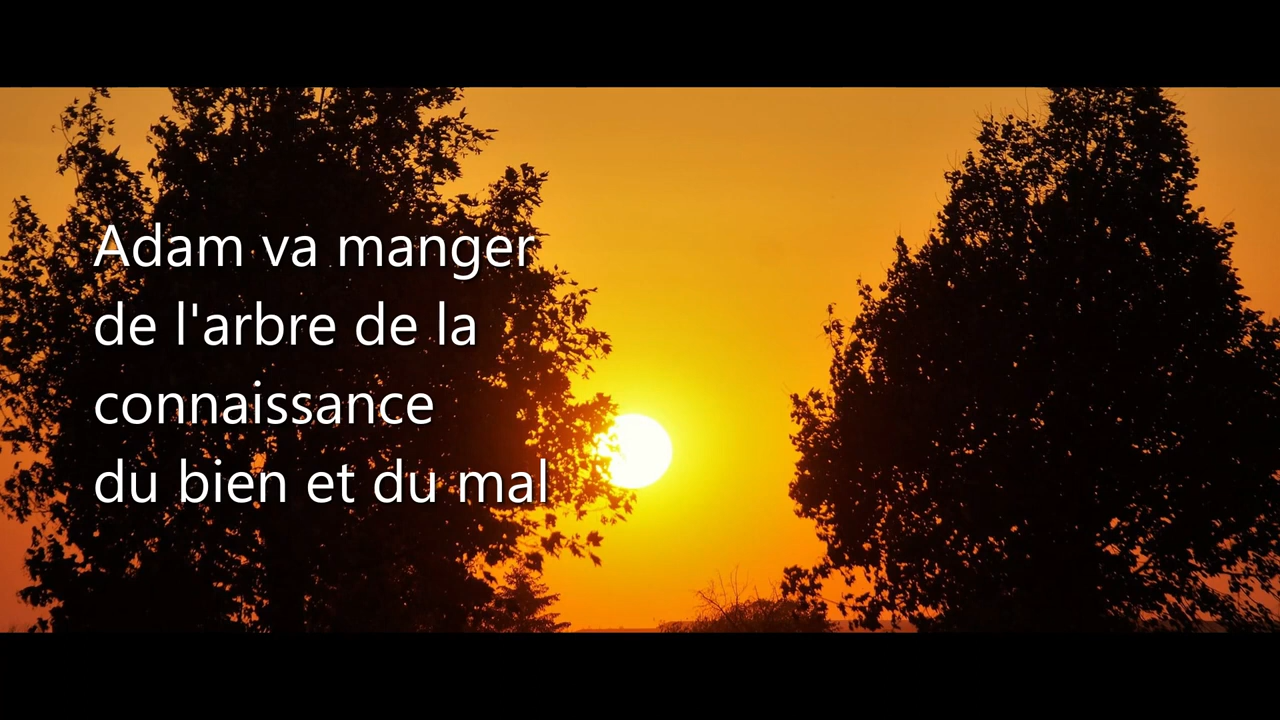 Adam va manger
de l'arbre de la
connaissance
du bien et du mal